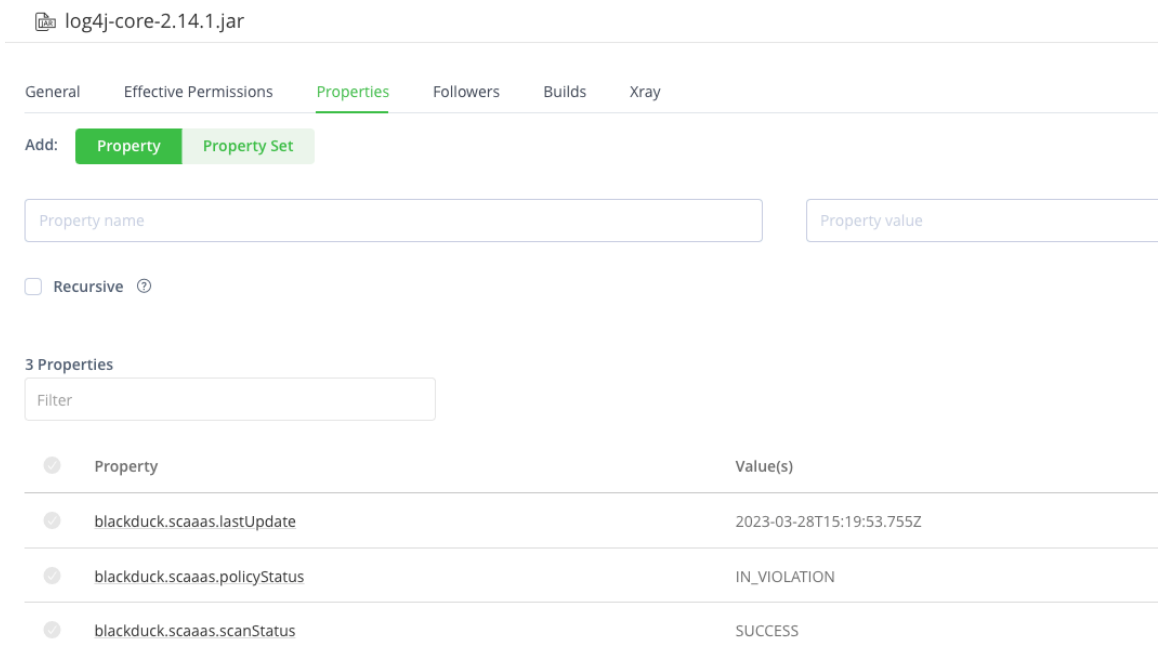 log4j-core-2.14.1.jar
General Effective Permissions Properties Followers Builds Xray
Add: Property Property Set
Property name Property value
Recursive ?
3 Properties
Filter
Property Value(s)
blackduck.scaaas.lastUpdate 2023-03-28T15:19:53.755Z
blackduck.scaaas.policyStatus IN_VIOLATION
blackduck.scaaas.scanStatus SUCCESS